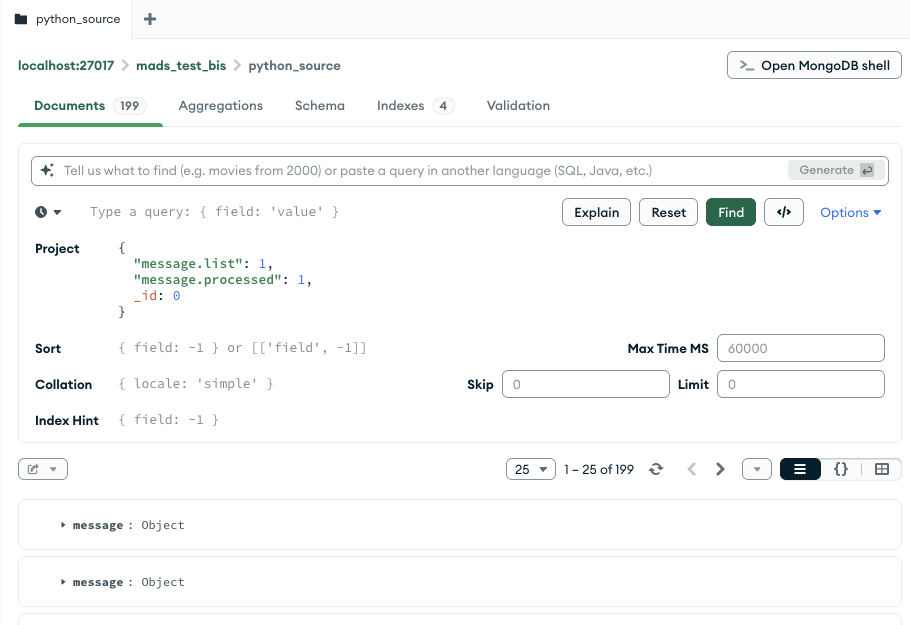 python_source
localhost:27017 mads_test_bis python_source
>_ Open MongoDB shell
Documents 199 Aggregations Schema Indexes 4 Validation
Tell us what to find (e.g. movies from 2000) or paste a query in another language (SQL, Java, etc.) Generate
Type a query: { field: 'value' } Explain Reset Find </> Options
Project {
"message.list": 1,
"message.processed": 1,
_id: 0
}
Sort { field: -1 } or [['field', -1]] Max Time MS 60000
Collation { locale: 'simple' } Skip 0 Limit 0
Index Hint { field: -1 }
25 1 – 25 of 199 {}
message : Object
message : Object